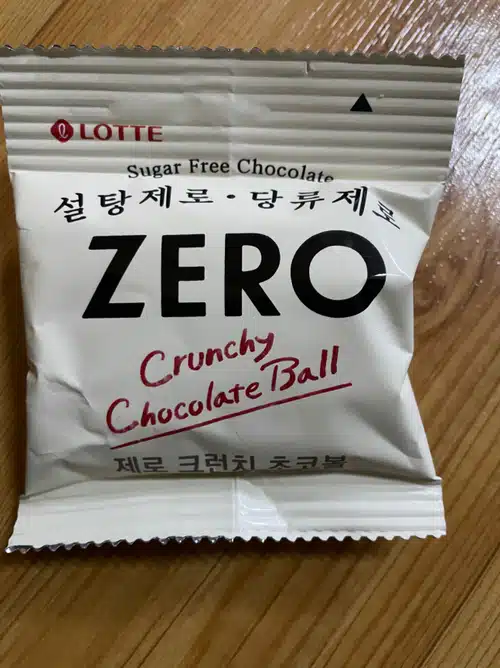 LOTTE
Sugar Free Chocolate
설탕제로·당류제로
ZERO
Crunchy
Chocolate Ball
제로 크런치 초코볼